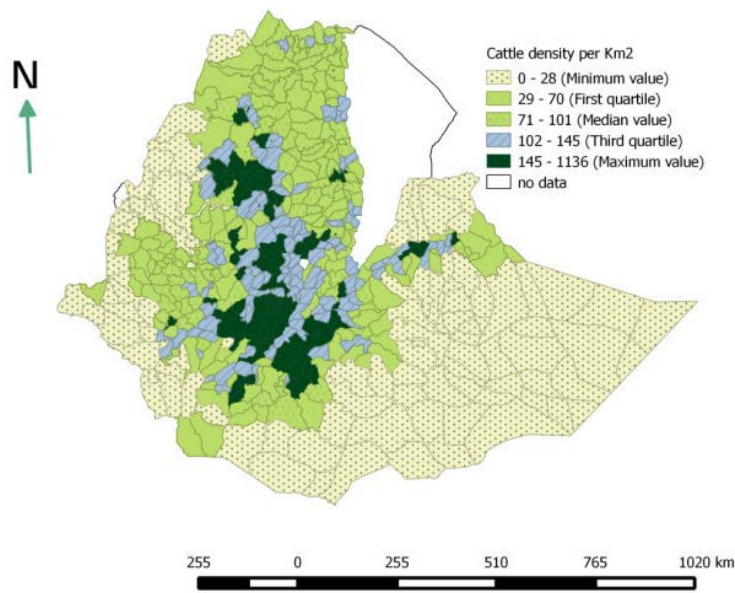 Cattle density per Km2
N
0 - 28 (Minimum value)
29 - 70 (First quartile)
71 - 101 (Median value)
102 - 145 (Third quartile)
145 - 1136 (Maximum value)
no data
255 0 255 510 765 1020 km